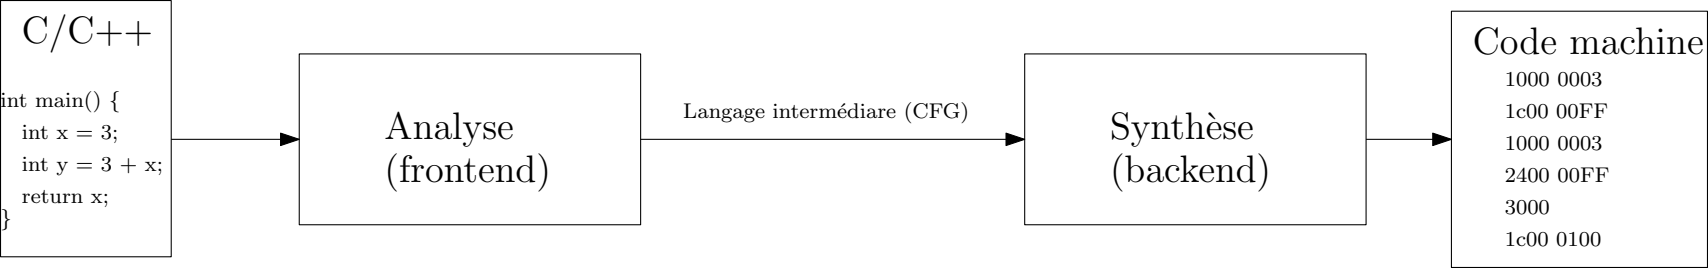 C/C++
int main() {
int x = 3;
int y = 3 + x;
return x;
}
Analyse
(frontend)
Langage intermédiare (CFG)
Synthèse
(backend)
Code machine
1000 0003
1c00 00FF
1000 0003
2400 00FF
3000
1c00 0100